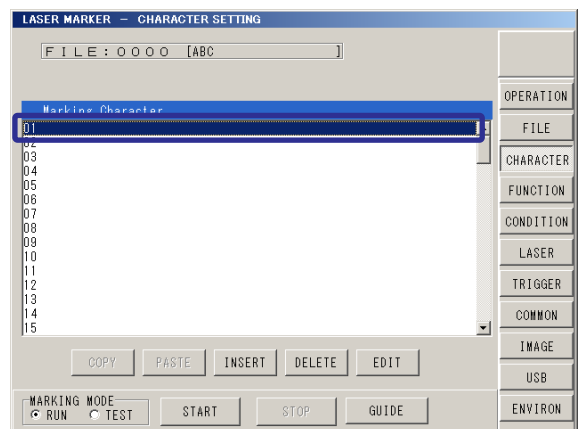 LASER MARKER － CHARACTER SETTING
ＦＩＬＥ：００００ [ABC ]
Marking Character
01
02
03
04
05
06
07
08
09
10
11
12
13
14
15
COPY PASTE INSERT DELETE EDIT
MARKING MODE
RUN TEST START STOP GUIDE
OPERATION
FILE
CHARACTER
FUNCTION
CONDITION
LASER
TRIGGER
COMMON
IMAGE
USB
ENVIRON